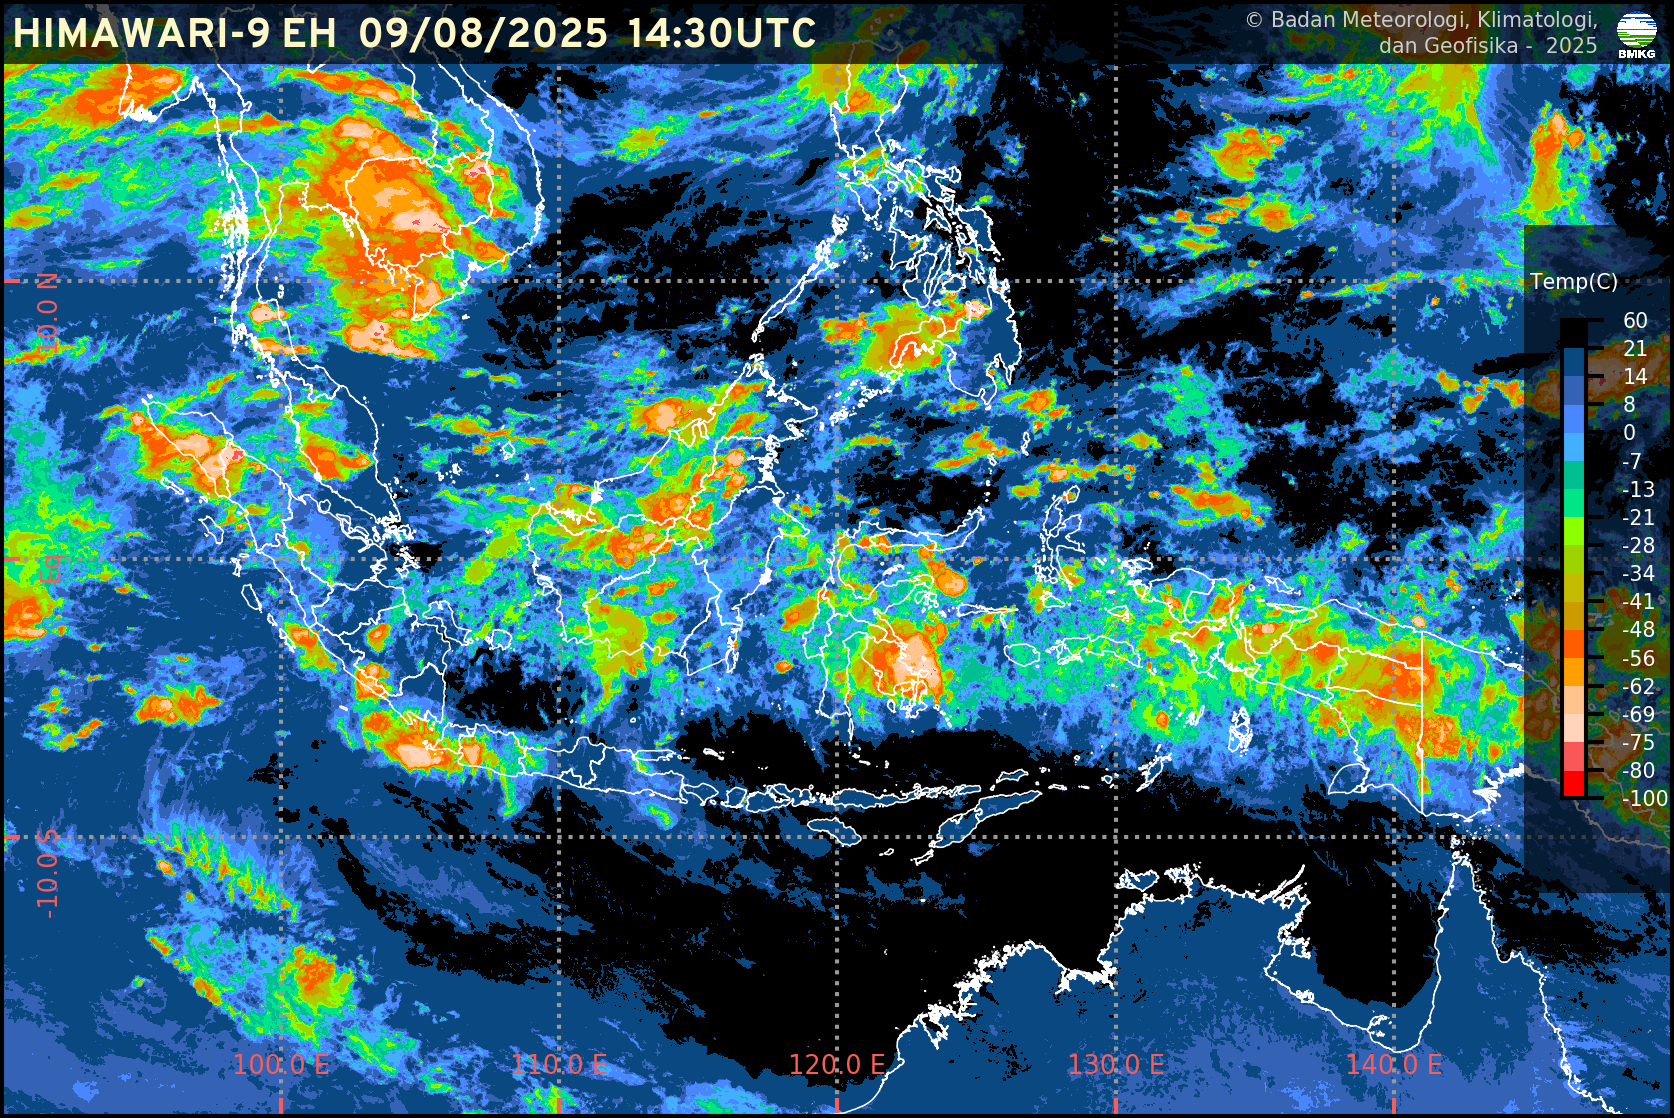 HIMAWARI-9 EH 09/08/2025 14:30UTC
© Badan Meteorologi, Klimatologi,
dan Geofisika - 2025
BMKG
10.0 N
Eq
-10.0 S
Temp(C)
60
21
14
8
0
-7
-13
-21
-28
-34
-41
-48
-56
-62
-69
-75
-80
-100
100.0 E
110.0 E
120.0 E
130.0 E
140.0 E